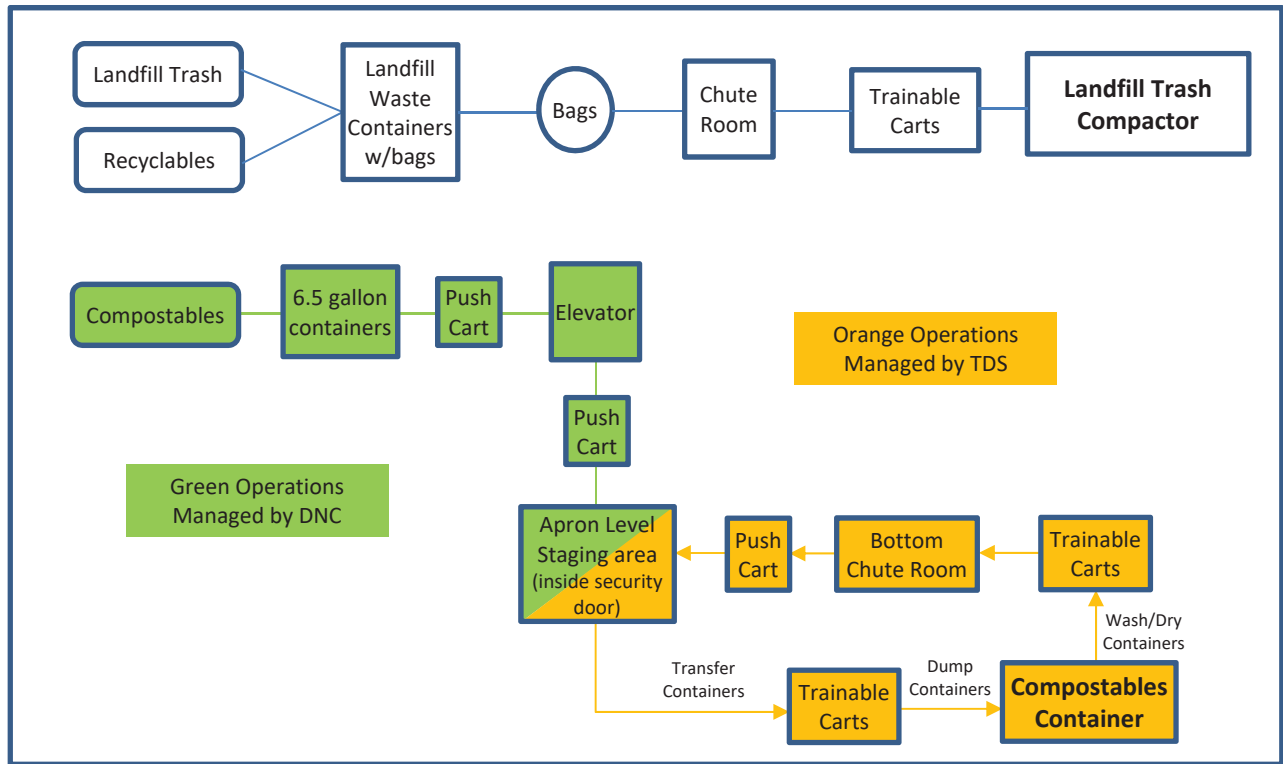 Landfill Trash
Recyclables
Landfill
Waste
Containers
w/bags
Bags
Chute
Room
Trainable
Carts
Landfill Trash
Compactor
Compostables
6.5 gallon
containers
Push
Cart
Elevator
Push
Cart
Orange Operations
Managed by TDS
Green Operations
Managed by DNC
Apron Level
Staging area
(inside security
door)
Push
Cart
Bottom
Chute Room
Trainable
Carts
Wash/Dry
Containers
Transfer
Containers
Trainable
Carts
Dump
Containers
Compostables
Container